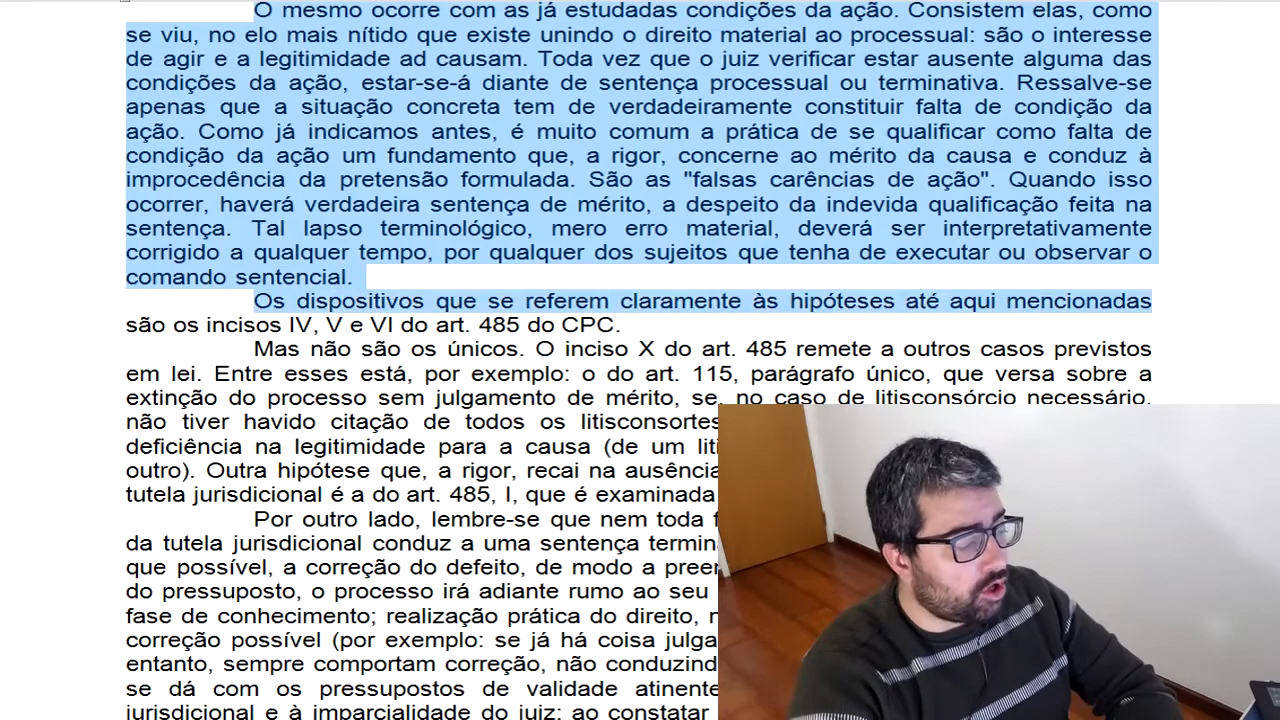 O mesmo ocorre com as já estudadas condições da ação. Consistem elas, como
se viu, no elo mais nítido que existe unindo o direito material ao processual: são o interesse
de agir e a legitimidade ad causam. Toda vez que o juiz verificar estar ausente alguma das
condições da ação, estar-se-á diante de sentença processual ou terminativa. Ressalve-se
apenas que a situação concreta tem de verdadeiramente constituir falta de condição da
ação. Como já indicamos antes, é muito comum a prática de se qualificar como falta de
condição da ação um fundamento que, a rigor, concerne ao mérito da causa e conduz à
improcedência da pretensão formulada. São as "falsas carências de ação". Quando isso
ocorrer, haverá verdadeira sentença de mérito, a despeito da indevida qualificação feita na
sentença. Tal lapso terminológico, mero erro material, deverá ser interpretativamente
corrigido a qualquer tempo, por qualquer dos sujeitos que tenha de executar ou observar o
comando sentencial.
Os dispositivos que se referem claramente às hipóteses até aqui mencionadas
são os incisos IV, V e VI do art. 485 do CPC.
Mas não são os únicos. O inciso X do art. 485 remete a outros casos previstos
em lei. Entre esses está, por exemplo: o do art. 115, parágrafo único, que versa sobre a
extinção do processo sem julgamento de mérito, se, no caso de litisconsórcio necessário,
não tiver havido citação de todos os litisconsortes
deficiência na legitimidade para a causa (de um
outro). Outra hipótese que, a rigor, recai na ausência
tutela jurisdicional é a do art. 485, I, que é examinada
Por outro lado, lembre-se que nem toda
da tutela jurisdicional conduz a uma sentença
que possível, a correção do defeito, de modo a
do pressuposto, o processo irá adiante rumo ao seu
fase de conhecimento; realização prática do direito,
correção possível (por exemplo: se já há coisa
entanto, sempre comportam correção, não
se dá com os pressupostos de validade
jurisdicional e à imparcialidade do juiz: ao constatar